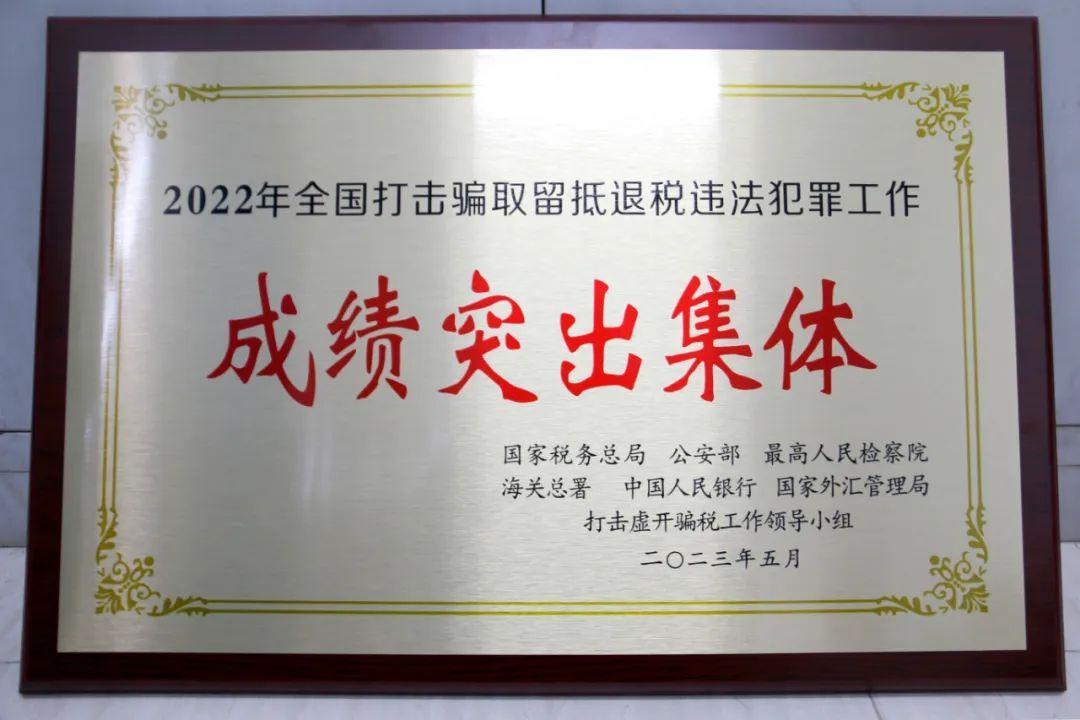 2022年全国打击骗取留抵退税违法犯罪工作
成绩突出集体
国家税务总局 公安部 最高人民检察院
海关总署 中国人民银行 国家外汇管理局
打击虚开骗税工作领导小组
二〇二三年五月